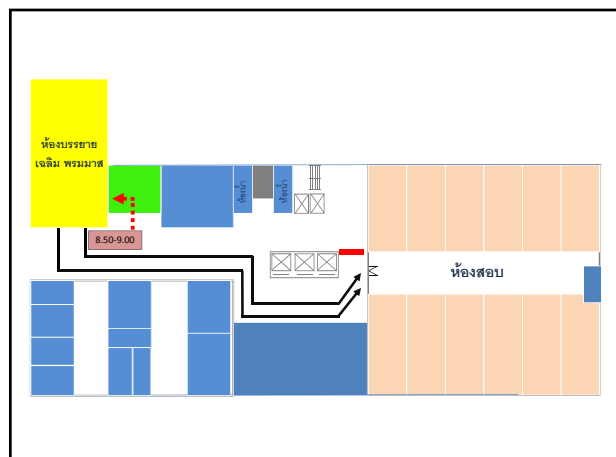 ห้องบรรยาย
เฉลิม พรมมาส
ห้องน้ำ
ห้องน้ำ
8.50-9.00
ห้องสอบ